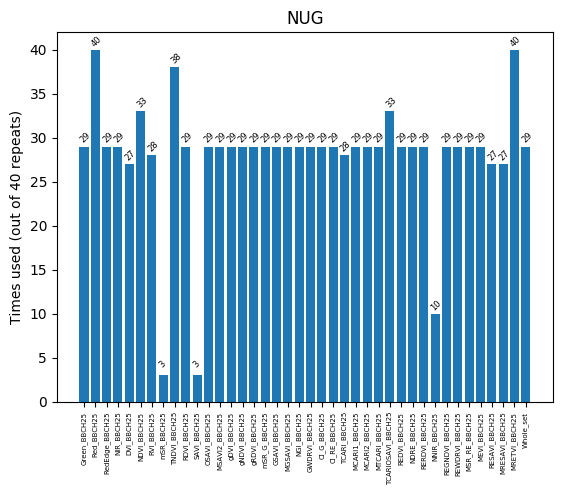 NUG
Times used (out of 40 repeats)
40
35
30
25
20
15
10
5
0
29 40 29 29 27 33 28 3 38 29 3 29 29 29 29 29 29 29 29 29 29 29 29 28 29 29 29 33 29 29 29 10 29 29 29 29 27 27 40 29
Green_BBCH25
Red_BBCH25
RedEdge_BBCH25
NIR_BBCH25
DVI_BBCH25
NDVI_BBCH25
RVI_BBCH25
mSR_BBCH25
TNDVI_BBCH25
RDVI_BBCH25
SAVI_BBCH25
OSAVI_BBCH25
MSAVI2_BBCH25
gDVI_BBCH25
gNDVI_BBCH25
gRDVI_BBCH25
mSR_G_BBCH25
GSAVI_BBCH25
MGSAVI_BBCH25
NGI_BBCH25
GWDRVI_BBCH25
CI_G_BBCH25
CI_RE_BBCH25
TCARI_BBCH25
MCARI1_BBCH25
MCARI2_BBCH25
MTCARI_BBCH25
TCARIOSAVI_BBCH25
REDVI_BBCH25
NDRE_BBCH25
RERDVI_BBCH25
NNIR_BBCH25
REGNDVI_BBCH25
REWDRVI_BBCH25
MSR_RE_BBCH25
MEVI_BBCH25
RESAVI_BBCH25
MRESAVI_BBCH25
MRETVI_BBCH25
Whole_set